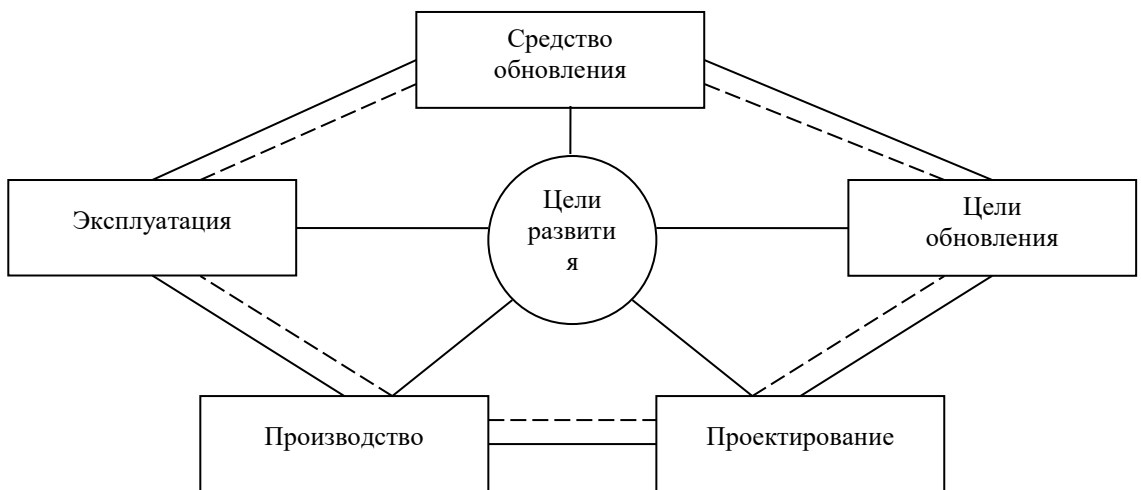 Средство
обновления
Эксплуатация
Цели
развити
я
Цели
обновления
Производство
Проектирование